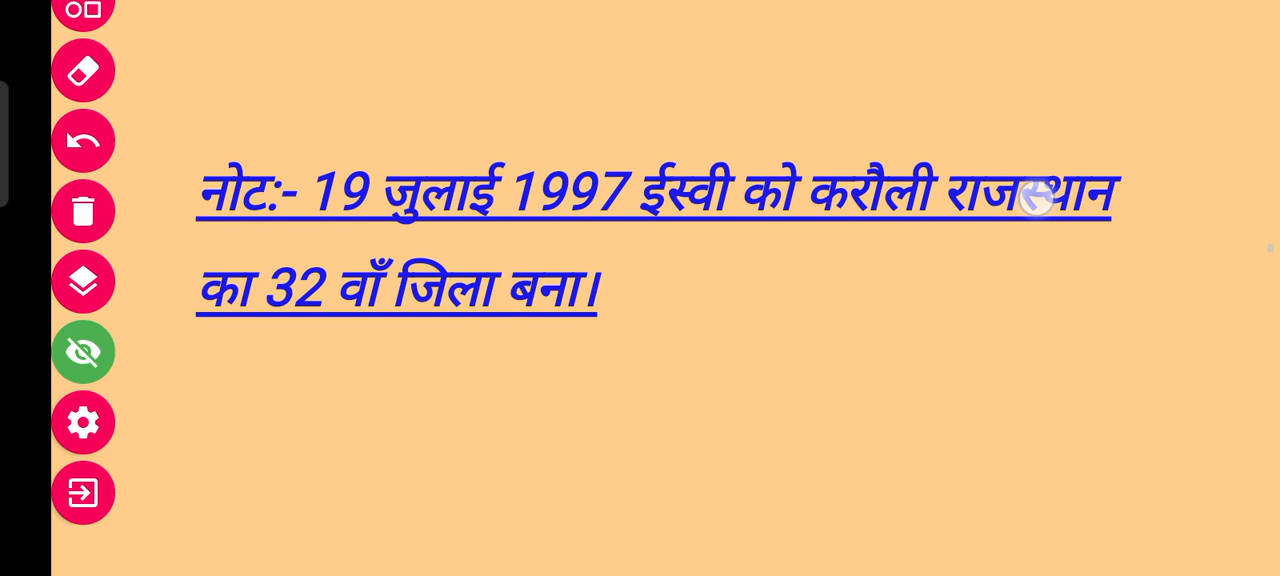 नोट:- 19 जुलाई 1997 ईस्वी को करौली राजस्थान
का 32 वाँ जिला बना।